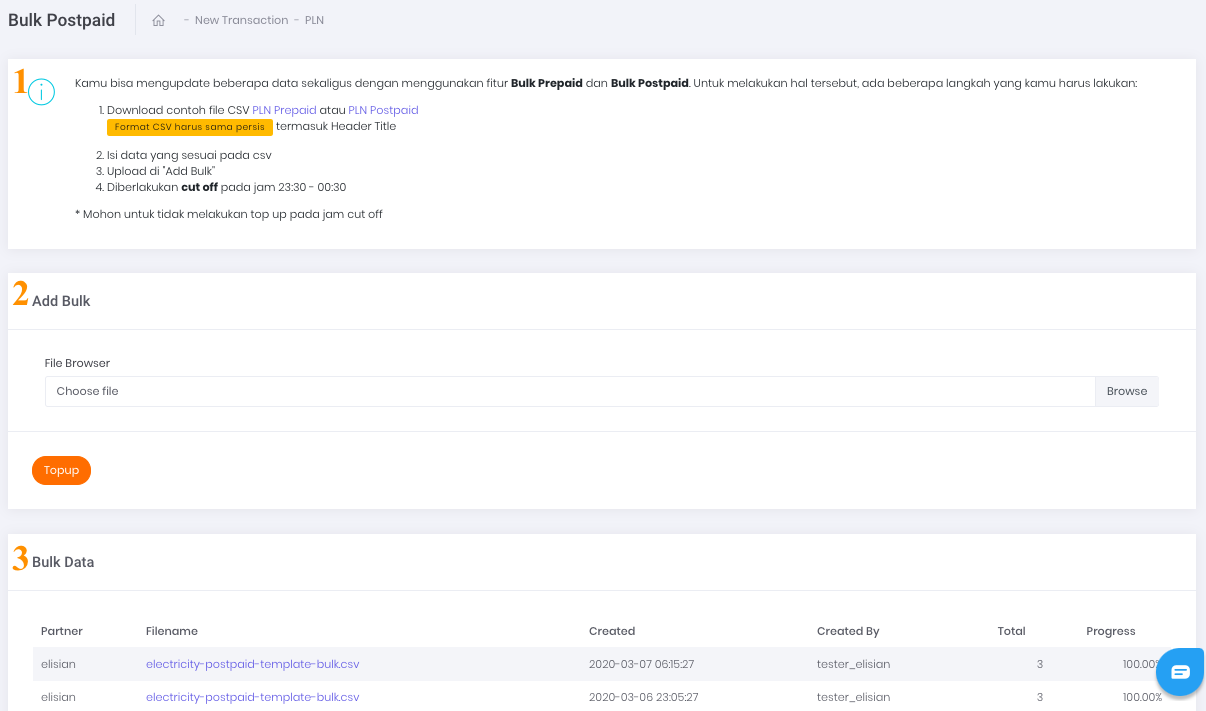 Bulk Postpaid - New Transaction - PLN
1
Kamu bisa mengupdate beberapa data sekaligus dengan menggunakan fitur Bulk Prepaid dan Bulk Postpaid. Untuk melakukan hal tersebut, ada beberapa langkah yang kamu harus lakukan:
1. Download contoh file CSV PLN Prepaid atau PLN Postpaid
Format CSV harus sama persis termasuk Header Title
2. Isi data yang sesuai pada csv
3. Upload di "Add Bulk"
4. Diberlakukan cut off pada jam 23:30 - 00:30
* Mohon untuk tidak melakukan top up pada jam cut off
2 Add Bulk
File Browser
Choose file Browse
Topup
3 Bulk Data
Partner Filename Created Created By Total Progress
elisian electricity-postpaid-template-bulk.csv 2020-03-07 06:15:27 tester_elisian 3 100.00%
elisian electricity-postpaid-template-bulk.csv 2020-03-06 23:05:27 tester_elisian 3 100.00%